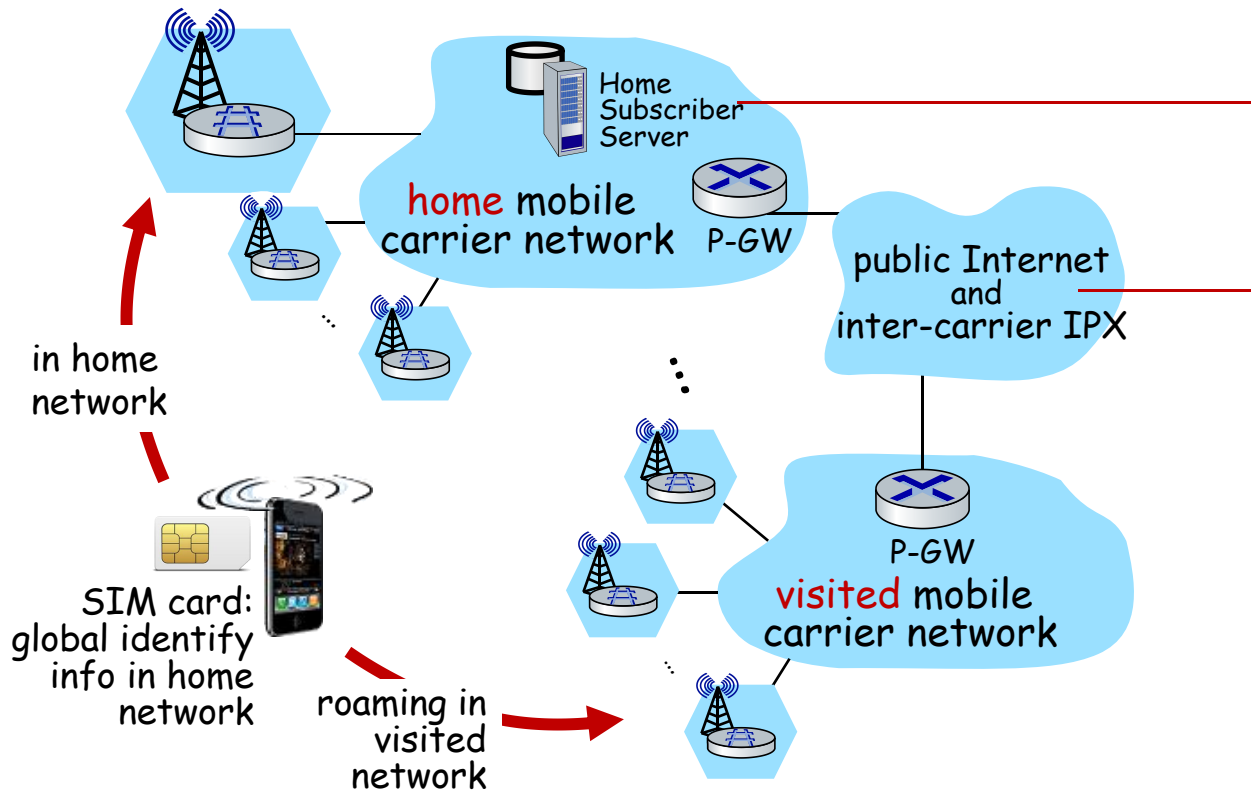 Home
Subscriber
Server
home mobile
carrier network
P-GW
public Internet
and
inter-carrier IPX
in home
network
P-GW
visited mobile
carrier network
SIM card:
global identify
info in home
network
roaming in
visited
network